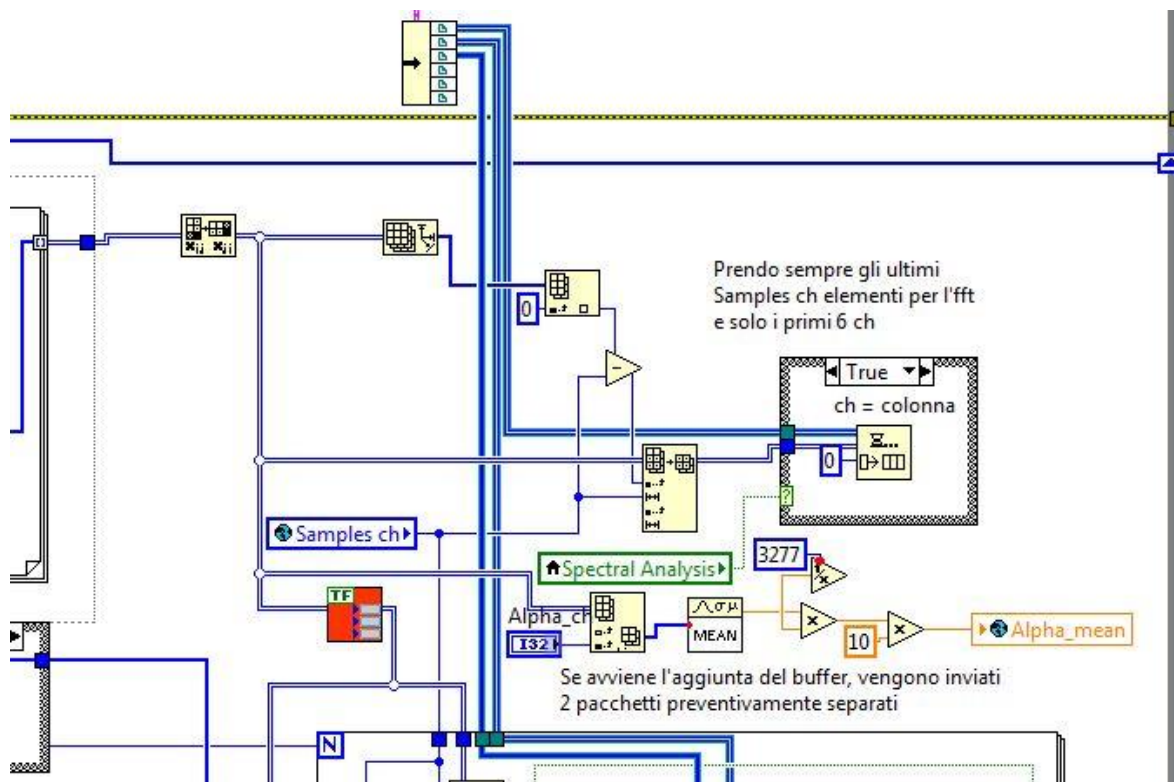 Prendo sempre gli ultimi
Samples ch elementi per l'fft
e solo i primi 6 ch
0
True
ch = colonna
0
Samples ch
3277
Spectral Analysis
TF
Alpha_ch
I32
MEAN
10
Alpha_mean
Se avviene l'aggiunta del buffer, vengono inviati
2 pacchetti preventivamente separati
N